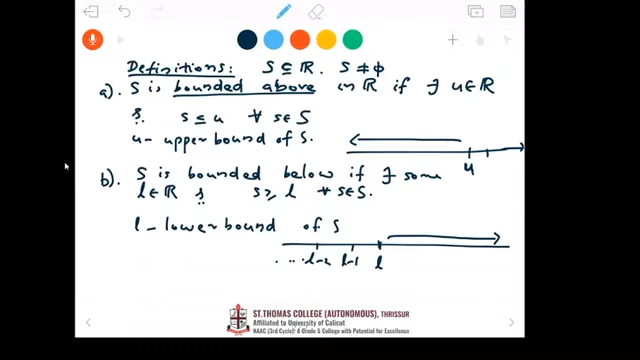 Definitions: S ⊆ ℝ. S ≠ ϕ
a). S is bounded above in ℝ if ∃ u ∈ ℝ
s ≤ u ∀ s ∈ S
u - upper bound of S.
u
b). S is bounded below if ∃ some
l ∈ ℝ s ≥ l ∀ s ∈ S.
l - lower bound of S
... l-2 l-1 l
ST.THOMAS COLLEGE (AUTONOMOUS), THRISSUR
Affiliated to University of Calicut
NAAC (3rd Cycle): A Grade & College with Potential for Excellence